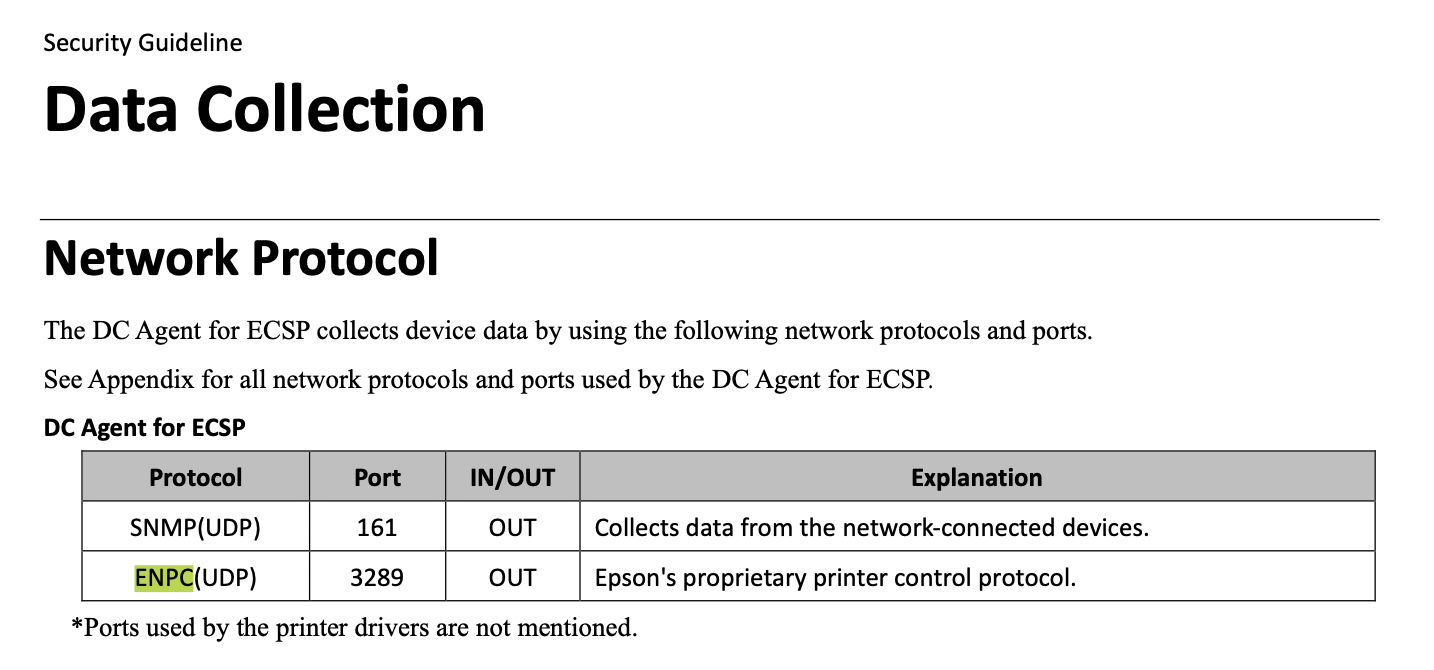 Security Guideline
Data Collection
Network Protocol
The DC Agent for ECSP collects device data by using the following network protocols and ports.
See Appendix for all network protocols and ports used by the DC Agent for ECSP.
DC Agent for ECSP
Protocol Port IN/OUT Explanation
SNMP(UDP) 161 OUT Collects data from the network-connected devices.
ENPC(UDP) 3289 OUT Epson's proprietary printer control protocol.
*Ports used by the printer drivers are not mentioned.